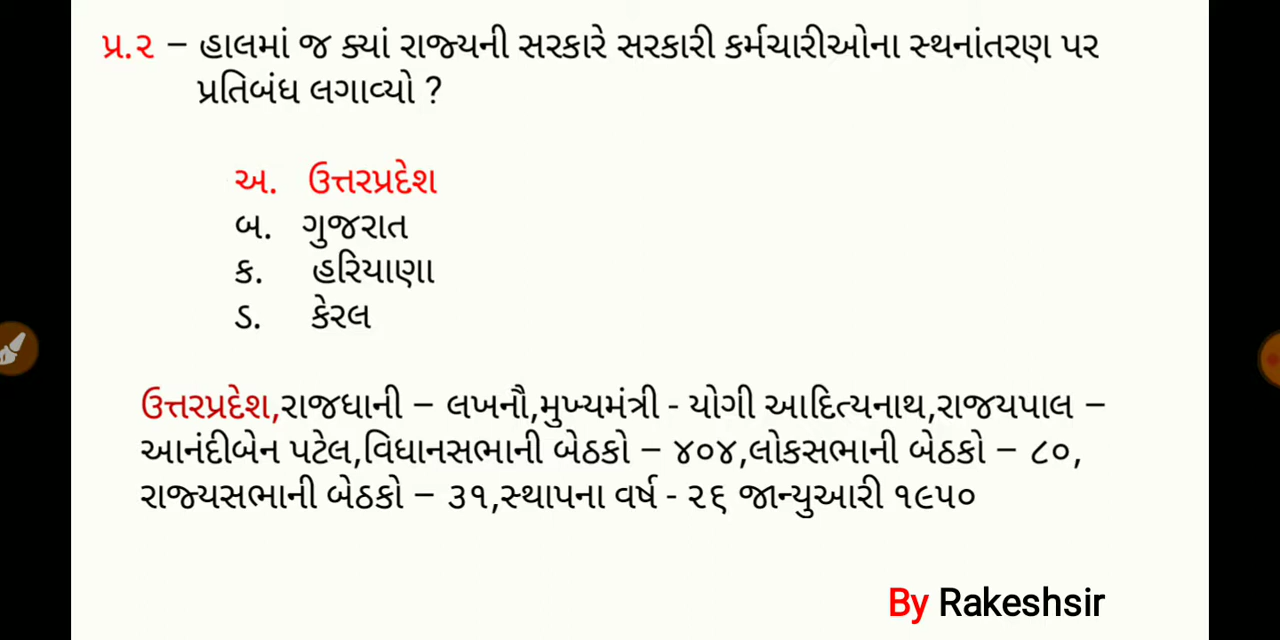 પ્ર.૨ – હાલમાં જ ક્યાં રાજ્યની સરકારે સરકારી કર્મચારીઓના સ્થનાંતરણ પર
પ્રતિબંધ લગાવ્યો ?
અ. ઉત્તરપ્રદેશ
બ. ગુજરાત
ક. હરિયાણા
ડ. કેરલ
ઉત્તરપ્રદેશ,રાજધાની – લખનૌ,મુખ્યમંત્રી - યોગી આદિત્યનાથ,રાજયપાલ –
આનંદીબેન પટેલ,વિધાનસભાની બેઠકો – ૪૦૪,લોકસભાની બેઠકો – ૮૦,
રાજ્યસભાની બેઠકો – ૩૧,સ્થાપના વર્ષ - ૨૬ જાન્યુઆરી ૧૯૫૦
By Rakeshsir